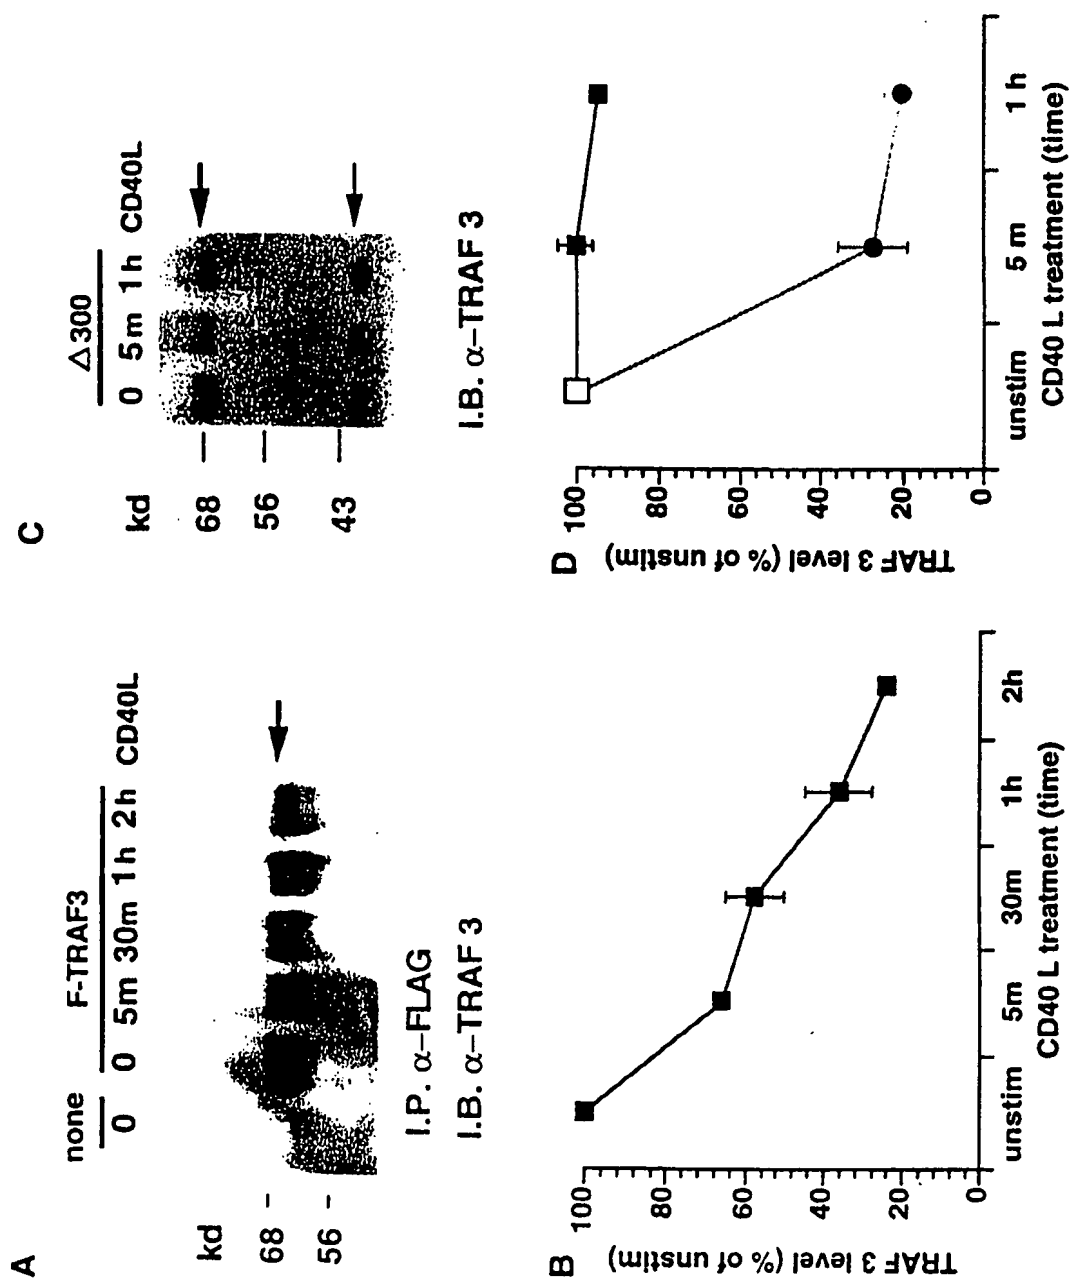 A
none F-TRAF3
kd 0 0 5m 30m 1h 2h CD40L
68
56
I.P. α-FLAG
I.B. α-TRAF 3
B
TRAF 3 level (% of unstim)
100
80
60
40
20
0
unstim 5m 30m 1h 2h
CD40 L treatment (time)
C
Δ300
kd 0 5m 1h CD40L
68
56
43
I.B. α-TRAF 3
D
TRAF 3 level (% of unstim)
100
80
60
40
20
0
unstim 5 m 1 h
CD40 L treatment (time)